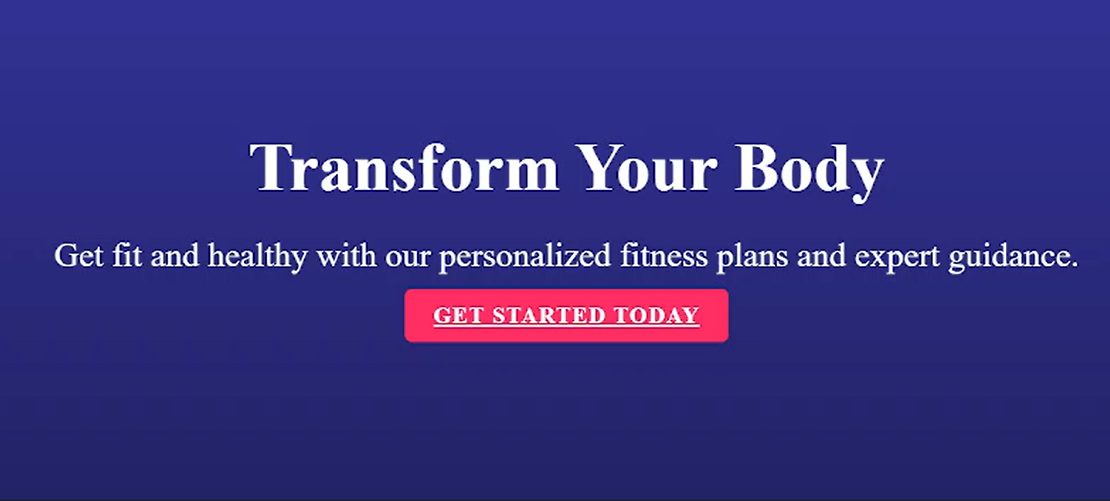 Transform Your Body
Get fit and healthy with our personalized fitness plans and expert guidance.
GET STARTED TODAY